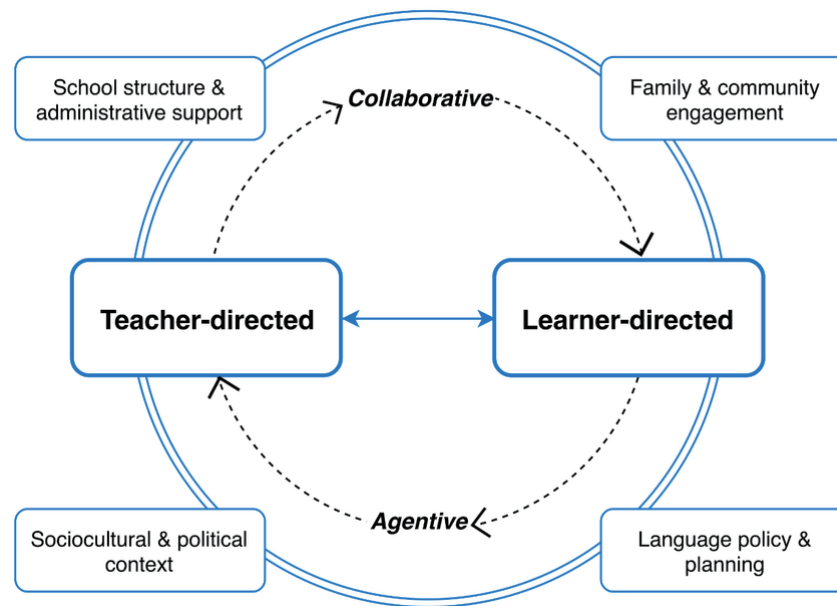 School structure &
administrative support
Family & community
engagement
Collaborative
Teacher-directed
Learner-directed
Agentive
Sociocultural & political
context
Language policy &
planning